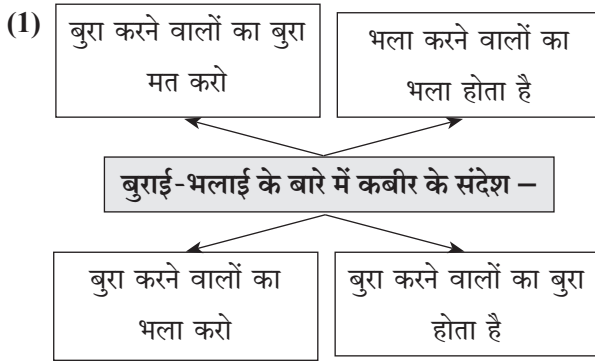 (1)
बुरा करने वालों का बुरा
मत करो
भला करने वालों का
भला होता है
बुराई-भलाई के बारे में कबीर के संदेश –
बुरा करने वालों का
भला करो
बुरा करने वालों का बुरा
होता है